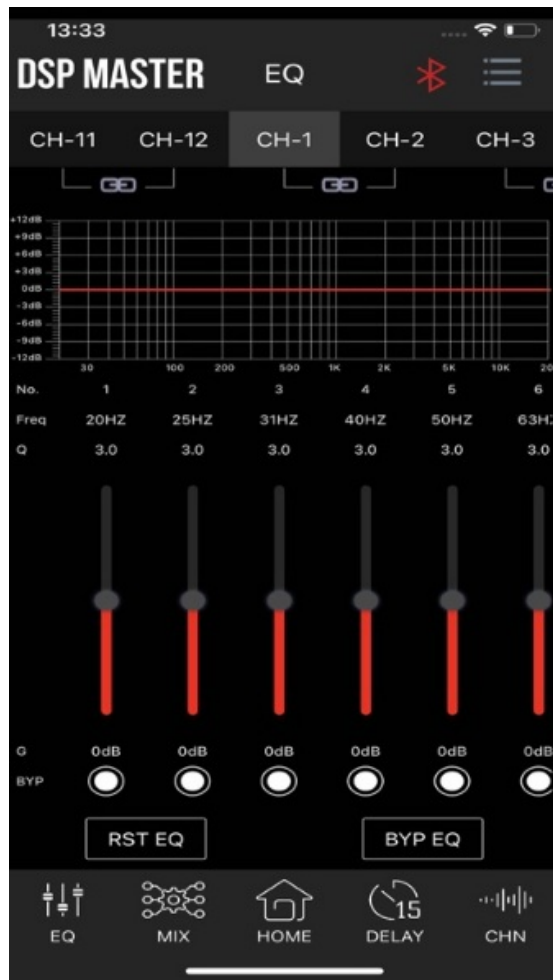 13:33
DSP MASTER EQ
CH-11 CH-12 CH-1 CH-2 CH-3
+12dB
+9dB
+6dB
+3dB
0dB
-3dB
-6dB
-9dB
-12dB
30 100 200 500 1K 2K 5K 10K 20
No. 1 2 3 4 5 6
Freq 20HZ 25HZ 31HZ 40HZ 50HZ 63HZ
Q 3.0 3.0 3.0 3.0 3.0 3.0
G 0dB 0dB 0dB 0dB 0dB 0dB
BYP
RST EQ BYP EQ
15
EQ MIX HOME DELAY CHN